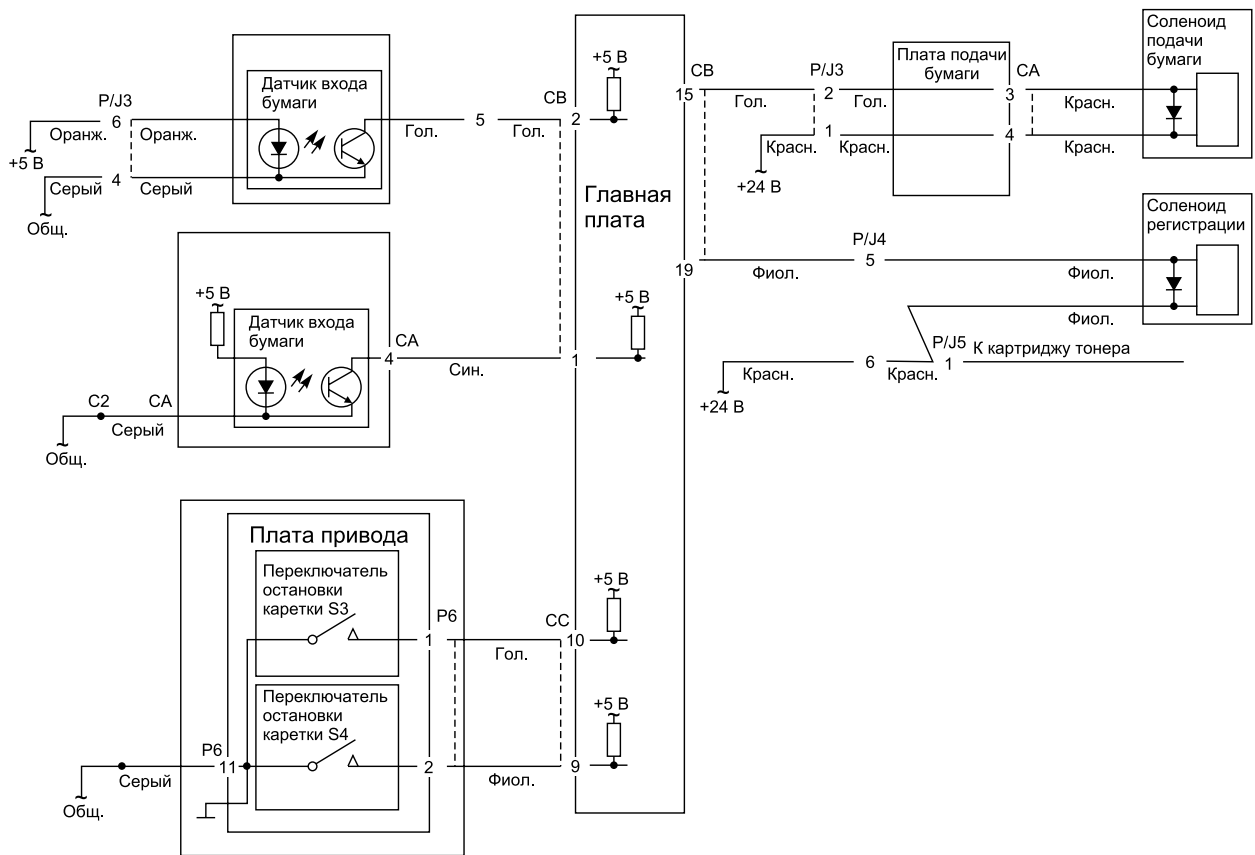 Датчик входа
бумаги
P/J3
6
Оранж.
Оранж.
+5 В
4
Серый
Серый
Общ.
Гол.
5
Гол.
CB
2
+5 В
Главная
плата
15
CB
Гол.
P/J3
2
Гол.
Плата подачи
бумаги
3
CA
Красн.
Соленоид
подачи
бумаги
1
Красн.
Красн.
4
Красн.
+24 В
19
Фиол.
P/J4
5
Фиол.
Соленоид
регистрации
Фиол.
P/J5
1
К картриджу тонера
6
Красн.
Красн.
+24 В
+5 В
Датчик входа
бумаги
CA
4
Син.
1
+5 В
C2
CA
Серый
Общ.
Плата привода
Переключатель
остановки
каретки S3
P6
1
Гол.
CC
10
+5 В
Переключатель
остановки
каретки S4
P6
11
2
Фиол.
9
+5 В
Серый
Общ.